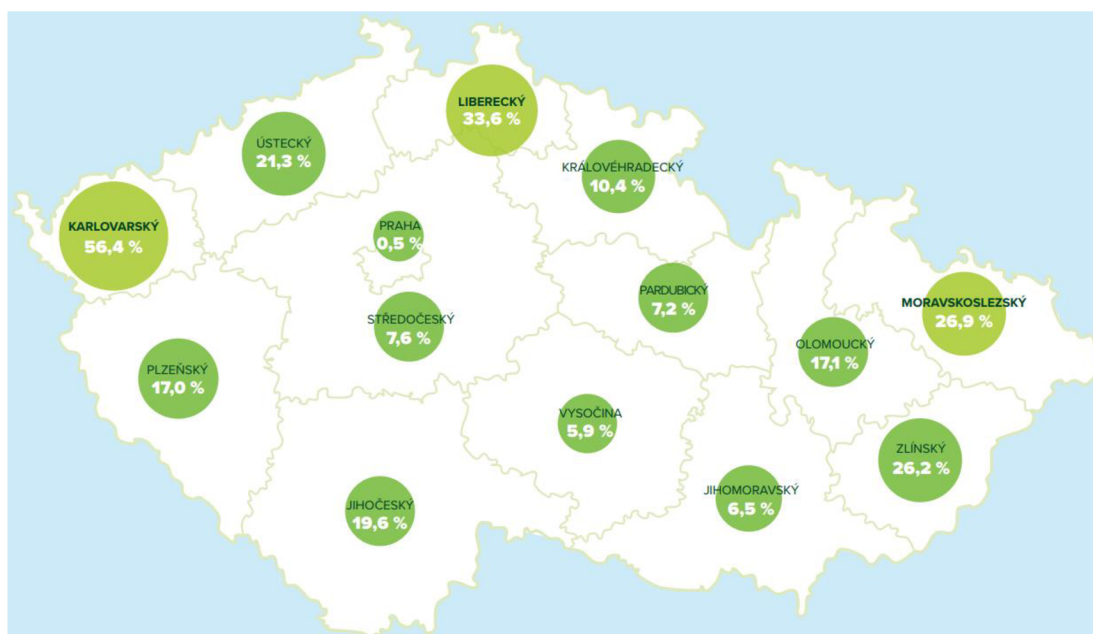 LIBERECKÝ
33,6 %
ÚSTECKÝ
21,3 %
KRÁLOVÉHRADECKÝ
10,4 %
KARLOVARSKÝ
56,4 %
PRAHA
0,5 %
PARDUBICKÝ
7,2 %
MORAVSKOSLEZSKÝ
26,9 %
STŘEDOČESKÝ
7,6 %
OLOMOUCKÝ
17,1 %
PLZEŇSKÝ
17,0 %
VYSOČINA
5,9 %
ZLÍNSKÝ
26,2 %
JIHOMORAVSKÝ
6,5 %
JIHOČESKÝ
19,6 %